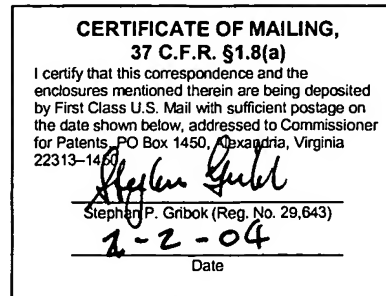 CERTIFICATE OF MAILING,
37 C.F.R. §1.8(a)
I certify that this correspondence and the
enclosures mentioned therein are being deposited
by First Class U.S. Mail with sufficient postage on
the date shown below, addressed to Commissioner
for Patents, PO Box 1450, Alexandria, Virginia
22313–1450
Stephan P. Gribok (Reg. No. 29,643)
2-2-04
Date